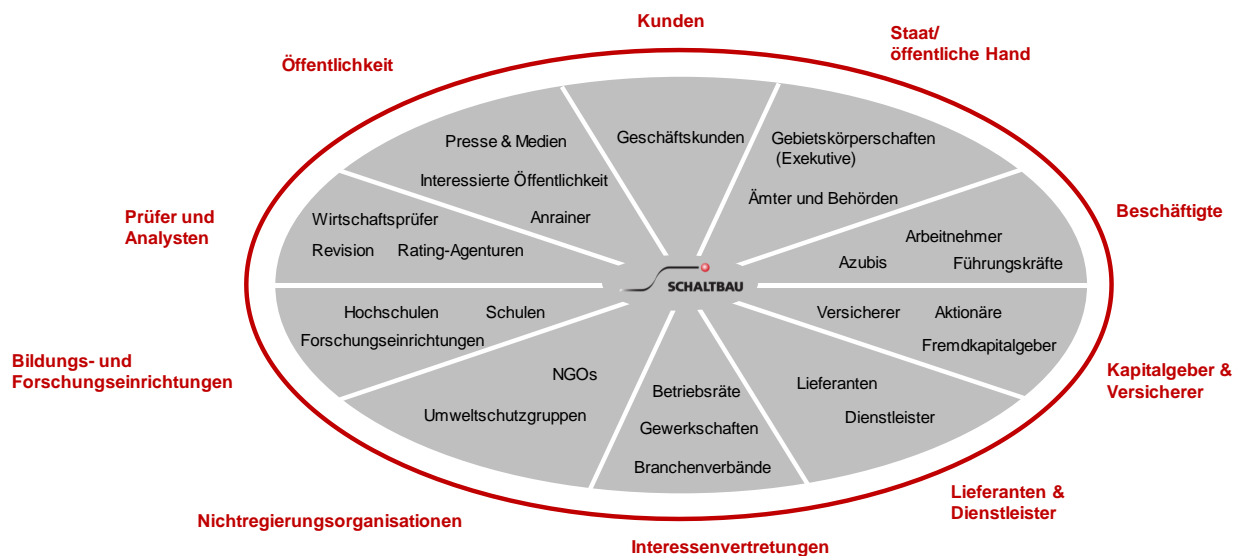 Kunden
Staat/
öffentliche Hand
Öffentlichkeit
Presse & Medien
Interessierte Öffentlichkeit
Anrainer
Geschäftskunden
Gebietskörperschaften
(Exekutive)
Ämter und Behörden
Prüfer und
Analysten
Wirtschaftsprüfer
Revision
Rating-Agenturen
Beschäftigte
Arbeitnehmer
Azubis
Führungskräfte
SCHALTBAU
Bildungs- und
Forschungseinrichtungen
Hochschulen
Schulen
Forschungseinrichtungen
Versicherer
Aktionäre
Fremdkapitalgeber
Kapitalgeber &
Versicherer
NGOs
Umweltschutzgruppen
Betriebsräte
Gewerkschaften
Branchenverbände
Lieferanten
Dienstleister
Nichtregierungsorganisationen
Interessenvertretungen
Lieferanten &
Dienstleister